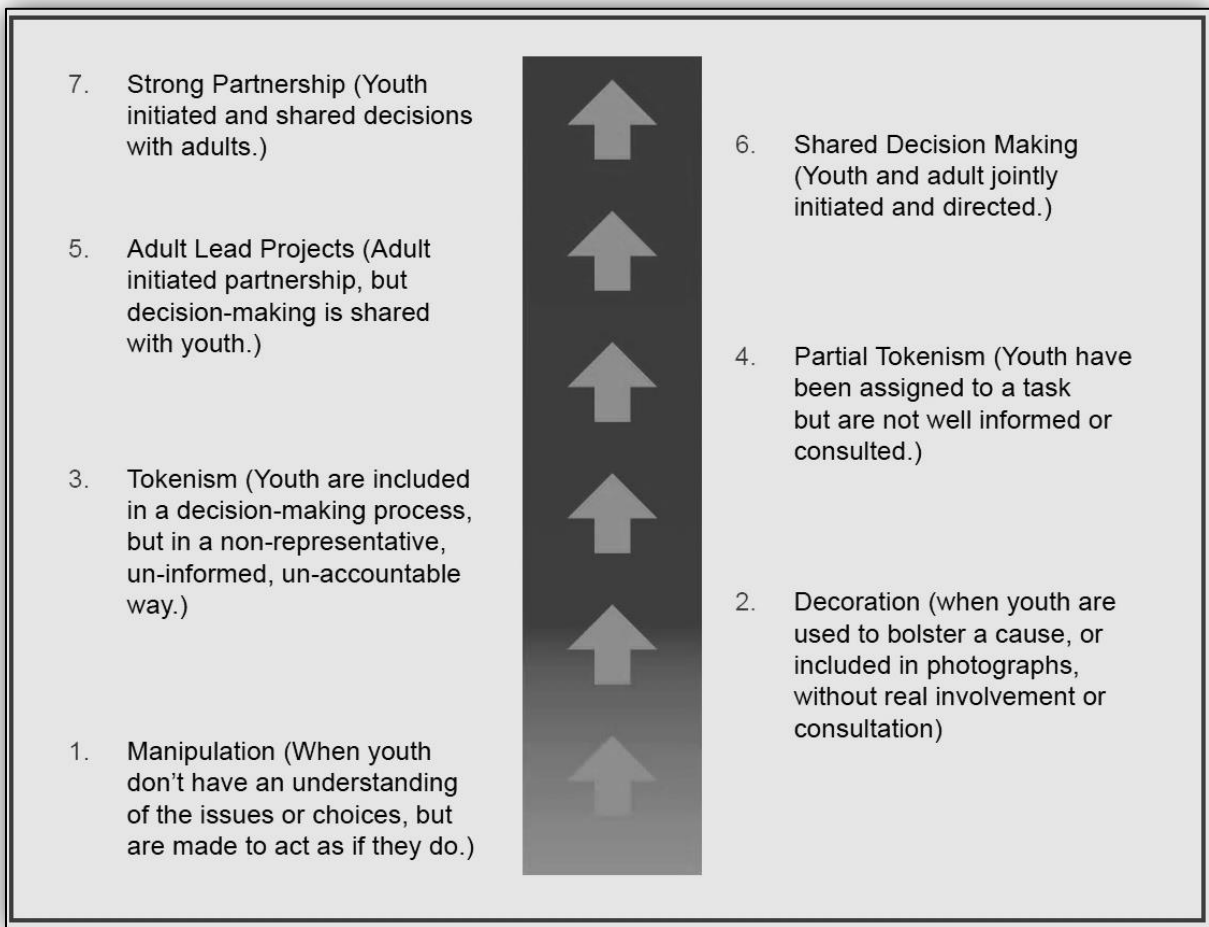 7. Strong Partnership (Youth
initiated and shared decisions
with adults.)
6. Shared Decision Making
(Youth and adult jointly
initiated and directed.)
5. Adult Lead Projects (Adult
initiated partnership, but
decision-making is shared
with youth.)
4. Partial Tokenism (Youth have
been assigned to a task
but are not well informed or
consulted.)
3. Tokenism (Youth are included
in a decision-making process,
but in a non-representative,
un-informed, un-accountable
way.)
2. Decoration (when youth are
used to bolster a cause, or
included in photographs,
without real involvement or
consultation)
1. Manipulation (When youth
don’t have an understanding
of the issues or choices, but
are made to act as if they do.)